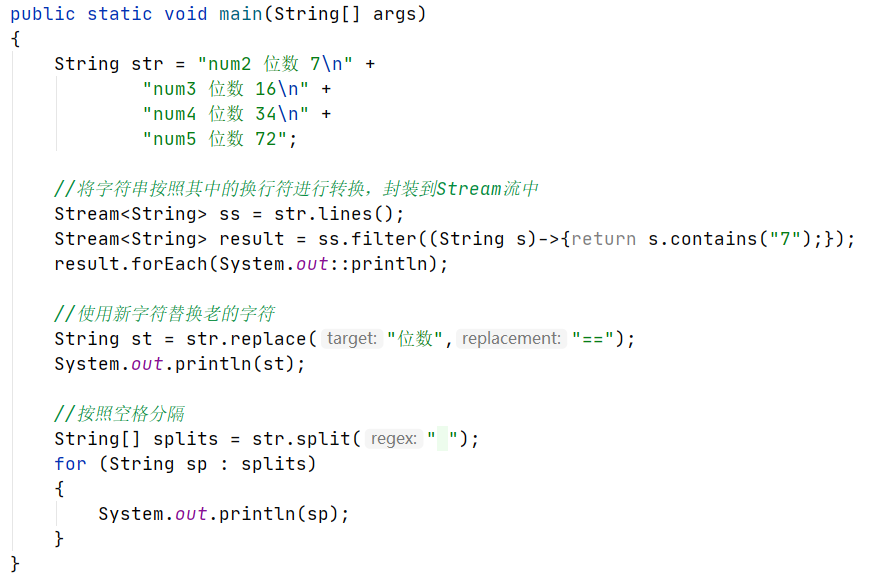 public static void main(String[] args)
{
    String str = "num2 位数 7\n" +
            "num3 位数 16\n" +
            "num4 位数 34\n" +
            "num5 位数 72";

    //将字符串按照其中的换行符进行转换，封装到Stream流中
    Stream<String> ss = str.lines();
    Stream<String> result = ss.filter((String s)->{return s.contains("7");});
    result.forEach(System.out::println);

    //使用新字符替换老的字符
    String st = str.replace( target: "位数", replacement: "==");
    System.out.println(st);

    //按照空格分隔
    String[] splits = str.split( regex: " ");
    for (String sp : splits)
    {
        System.out.println(sp);
    }
}